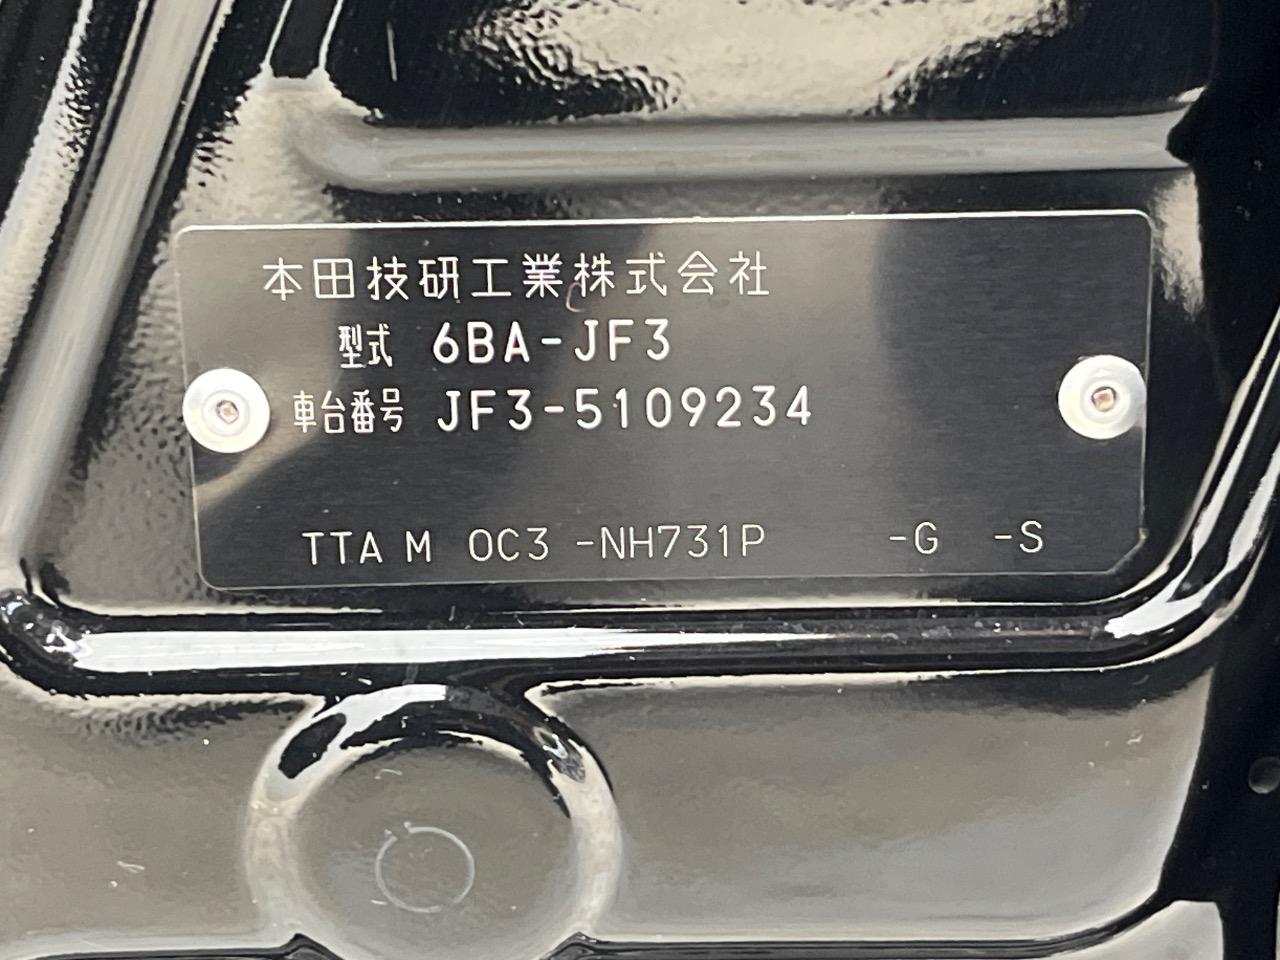 本田技研工業株式会社
型式 6BA-JF3
車台番号 JF3-5109234
TTA M 0C3 -NH731P -G -S